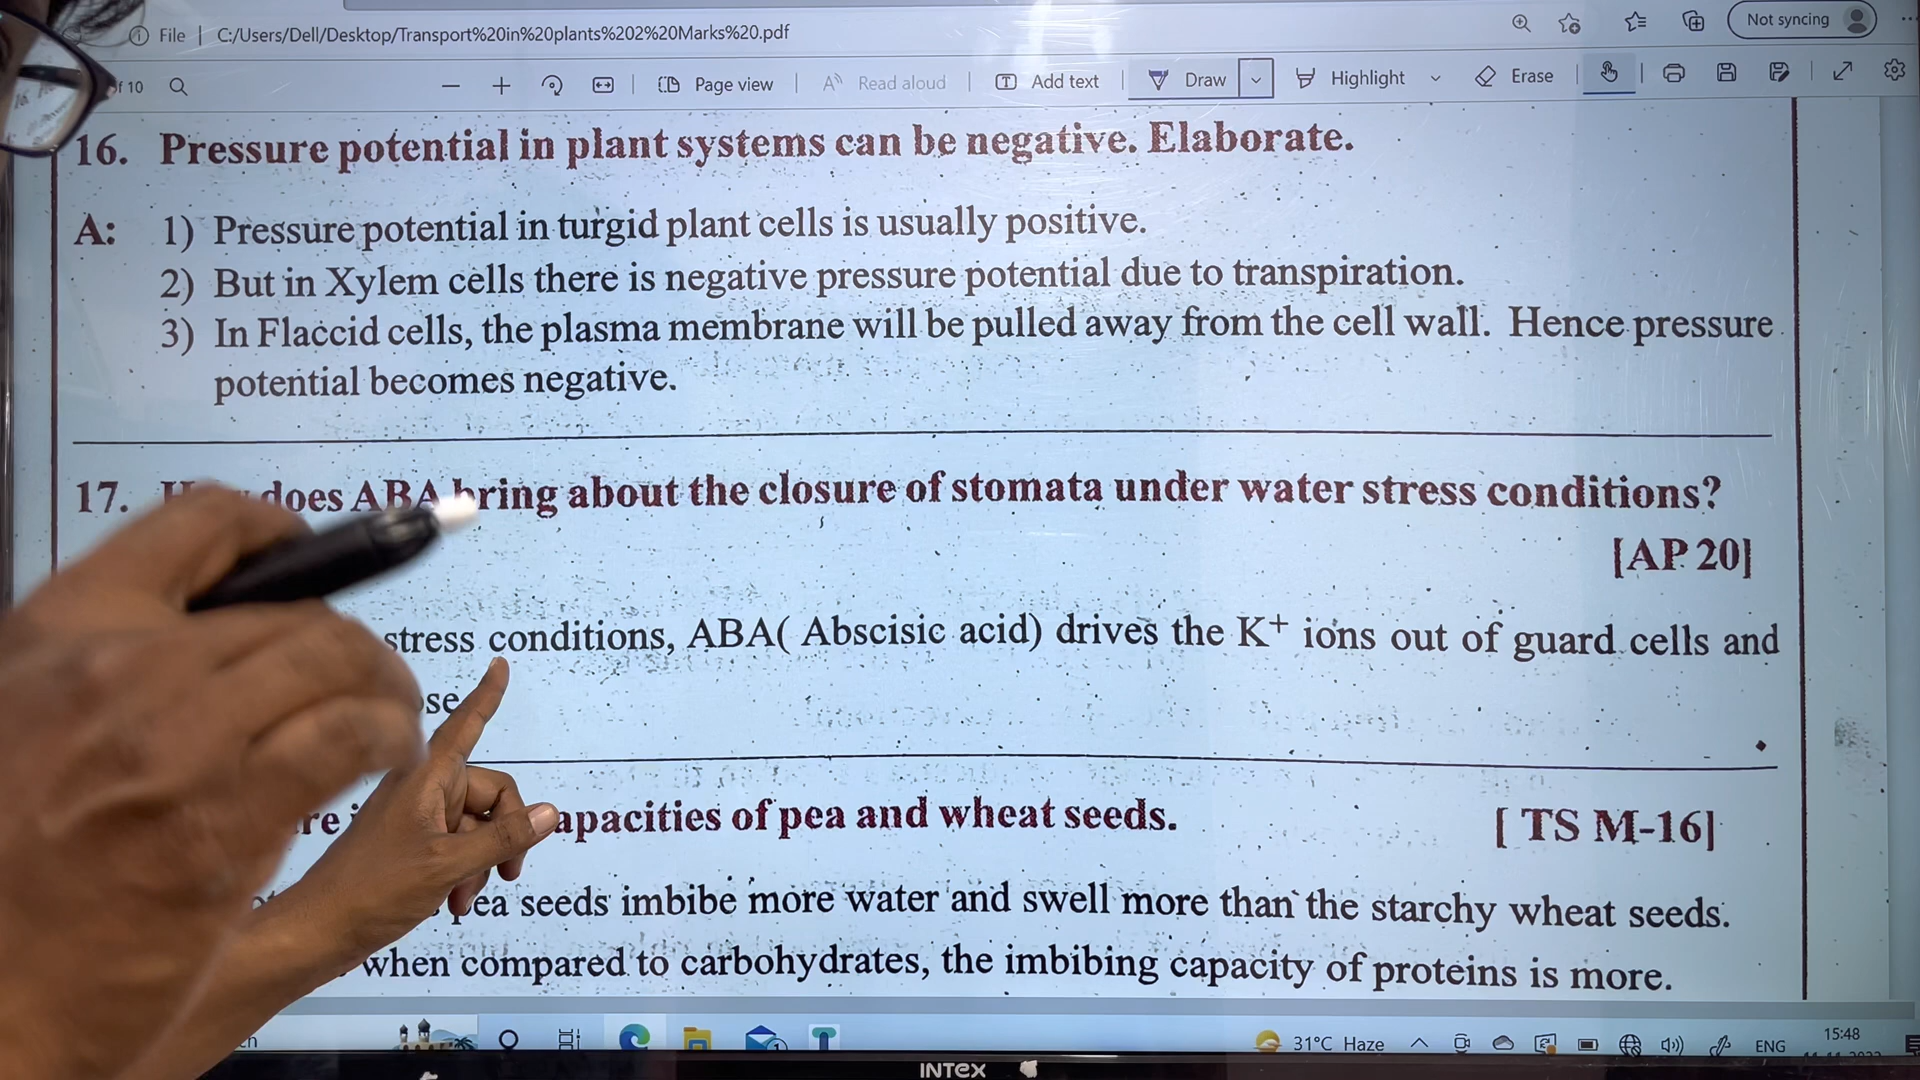 File | C:/Users/Dell/Desktop/Transport%20in%20plants%202%20Marks%20.pdf
Not syncing
of 10
Page view
Read aloud
Add text
Draw
Highlight
Erase
16. Pressure potential in plant systems can be negative. Elaborate.
A: 1) Pressure potential in turgid plant cells is usually positive.
2) But in Xylem cells there is negative pressure potential due to transpiration.
3) In Flaccid cells, the plasma membrane will be pulled away from the cell wall. Hence pressure
potential becomes negative.
17. does ABA bring about the closure of stomata under water stress conditions?
[AP 20]
stress conditions, ABA( Abscisic acid) drives the K+ ions out of guard cells and
capacities of pea and wheat seeds.
[ TS M-16]
pea seeds imbibe more water and swell more than the starchy wheat seeds.
when compared to carbohydrates, the imbibing capacity of proteins is more.
31°C Haze
ENG
15:48
INTEX